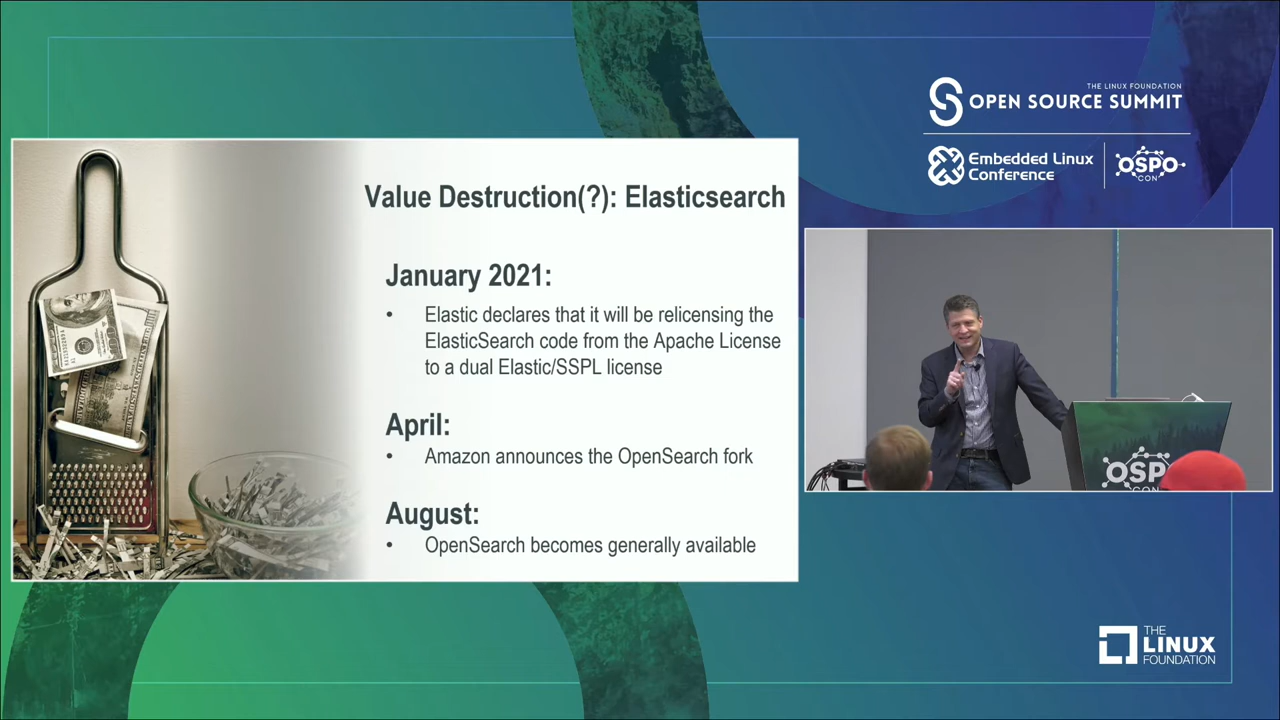 THE LINUX FOUNDATION
OPEN SOURCE SUMMIT
Embedded Linux
Conference
OSPO
CON
Value Destruction(?): Elasticsearch
January 2021:
• Elastic declares that it will be relicensing the
ElasticSearch code from the Apache License
to a dual Elastic/SSPL license
April:
• Amazon announces the OpenSearch fork
August:
• OpenSearch becomes generally available
OSPO
CON
THE
LINUX
FOUNDATION